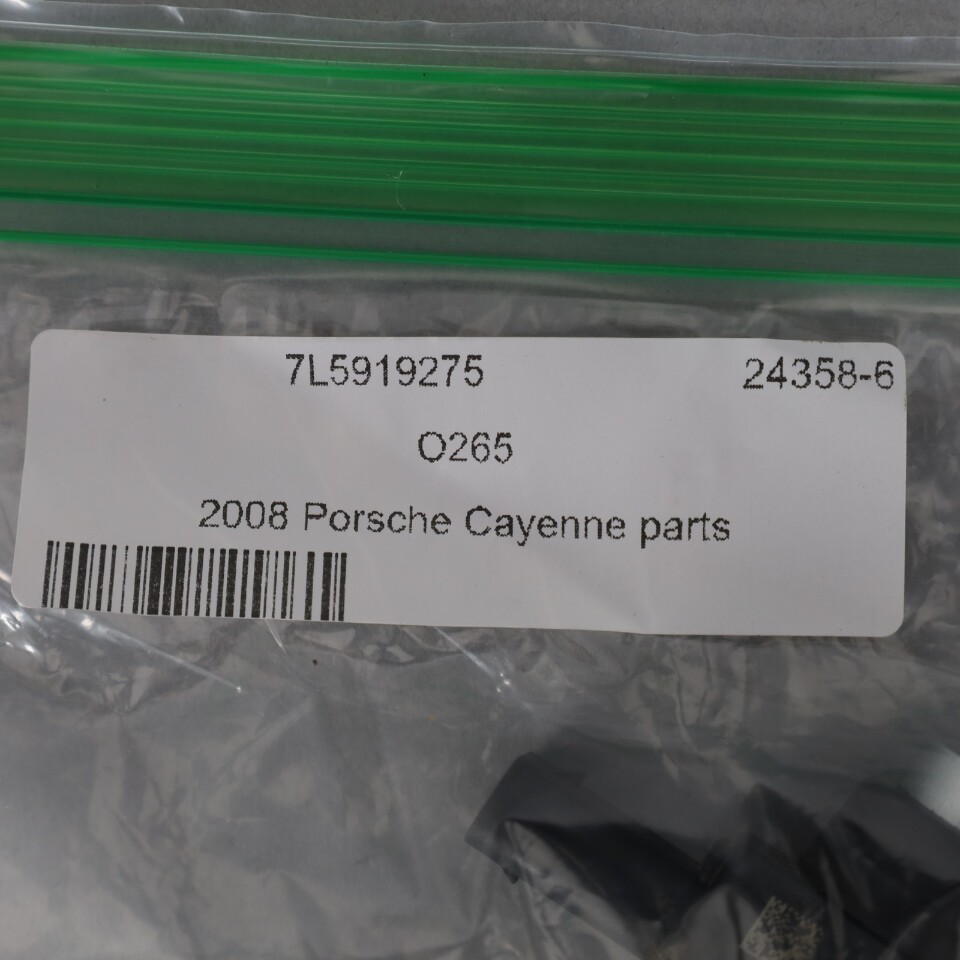 7L5919275 24358-6
O265
2008 Porsche Cayenne parts